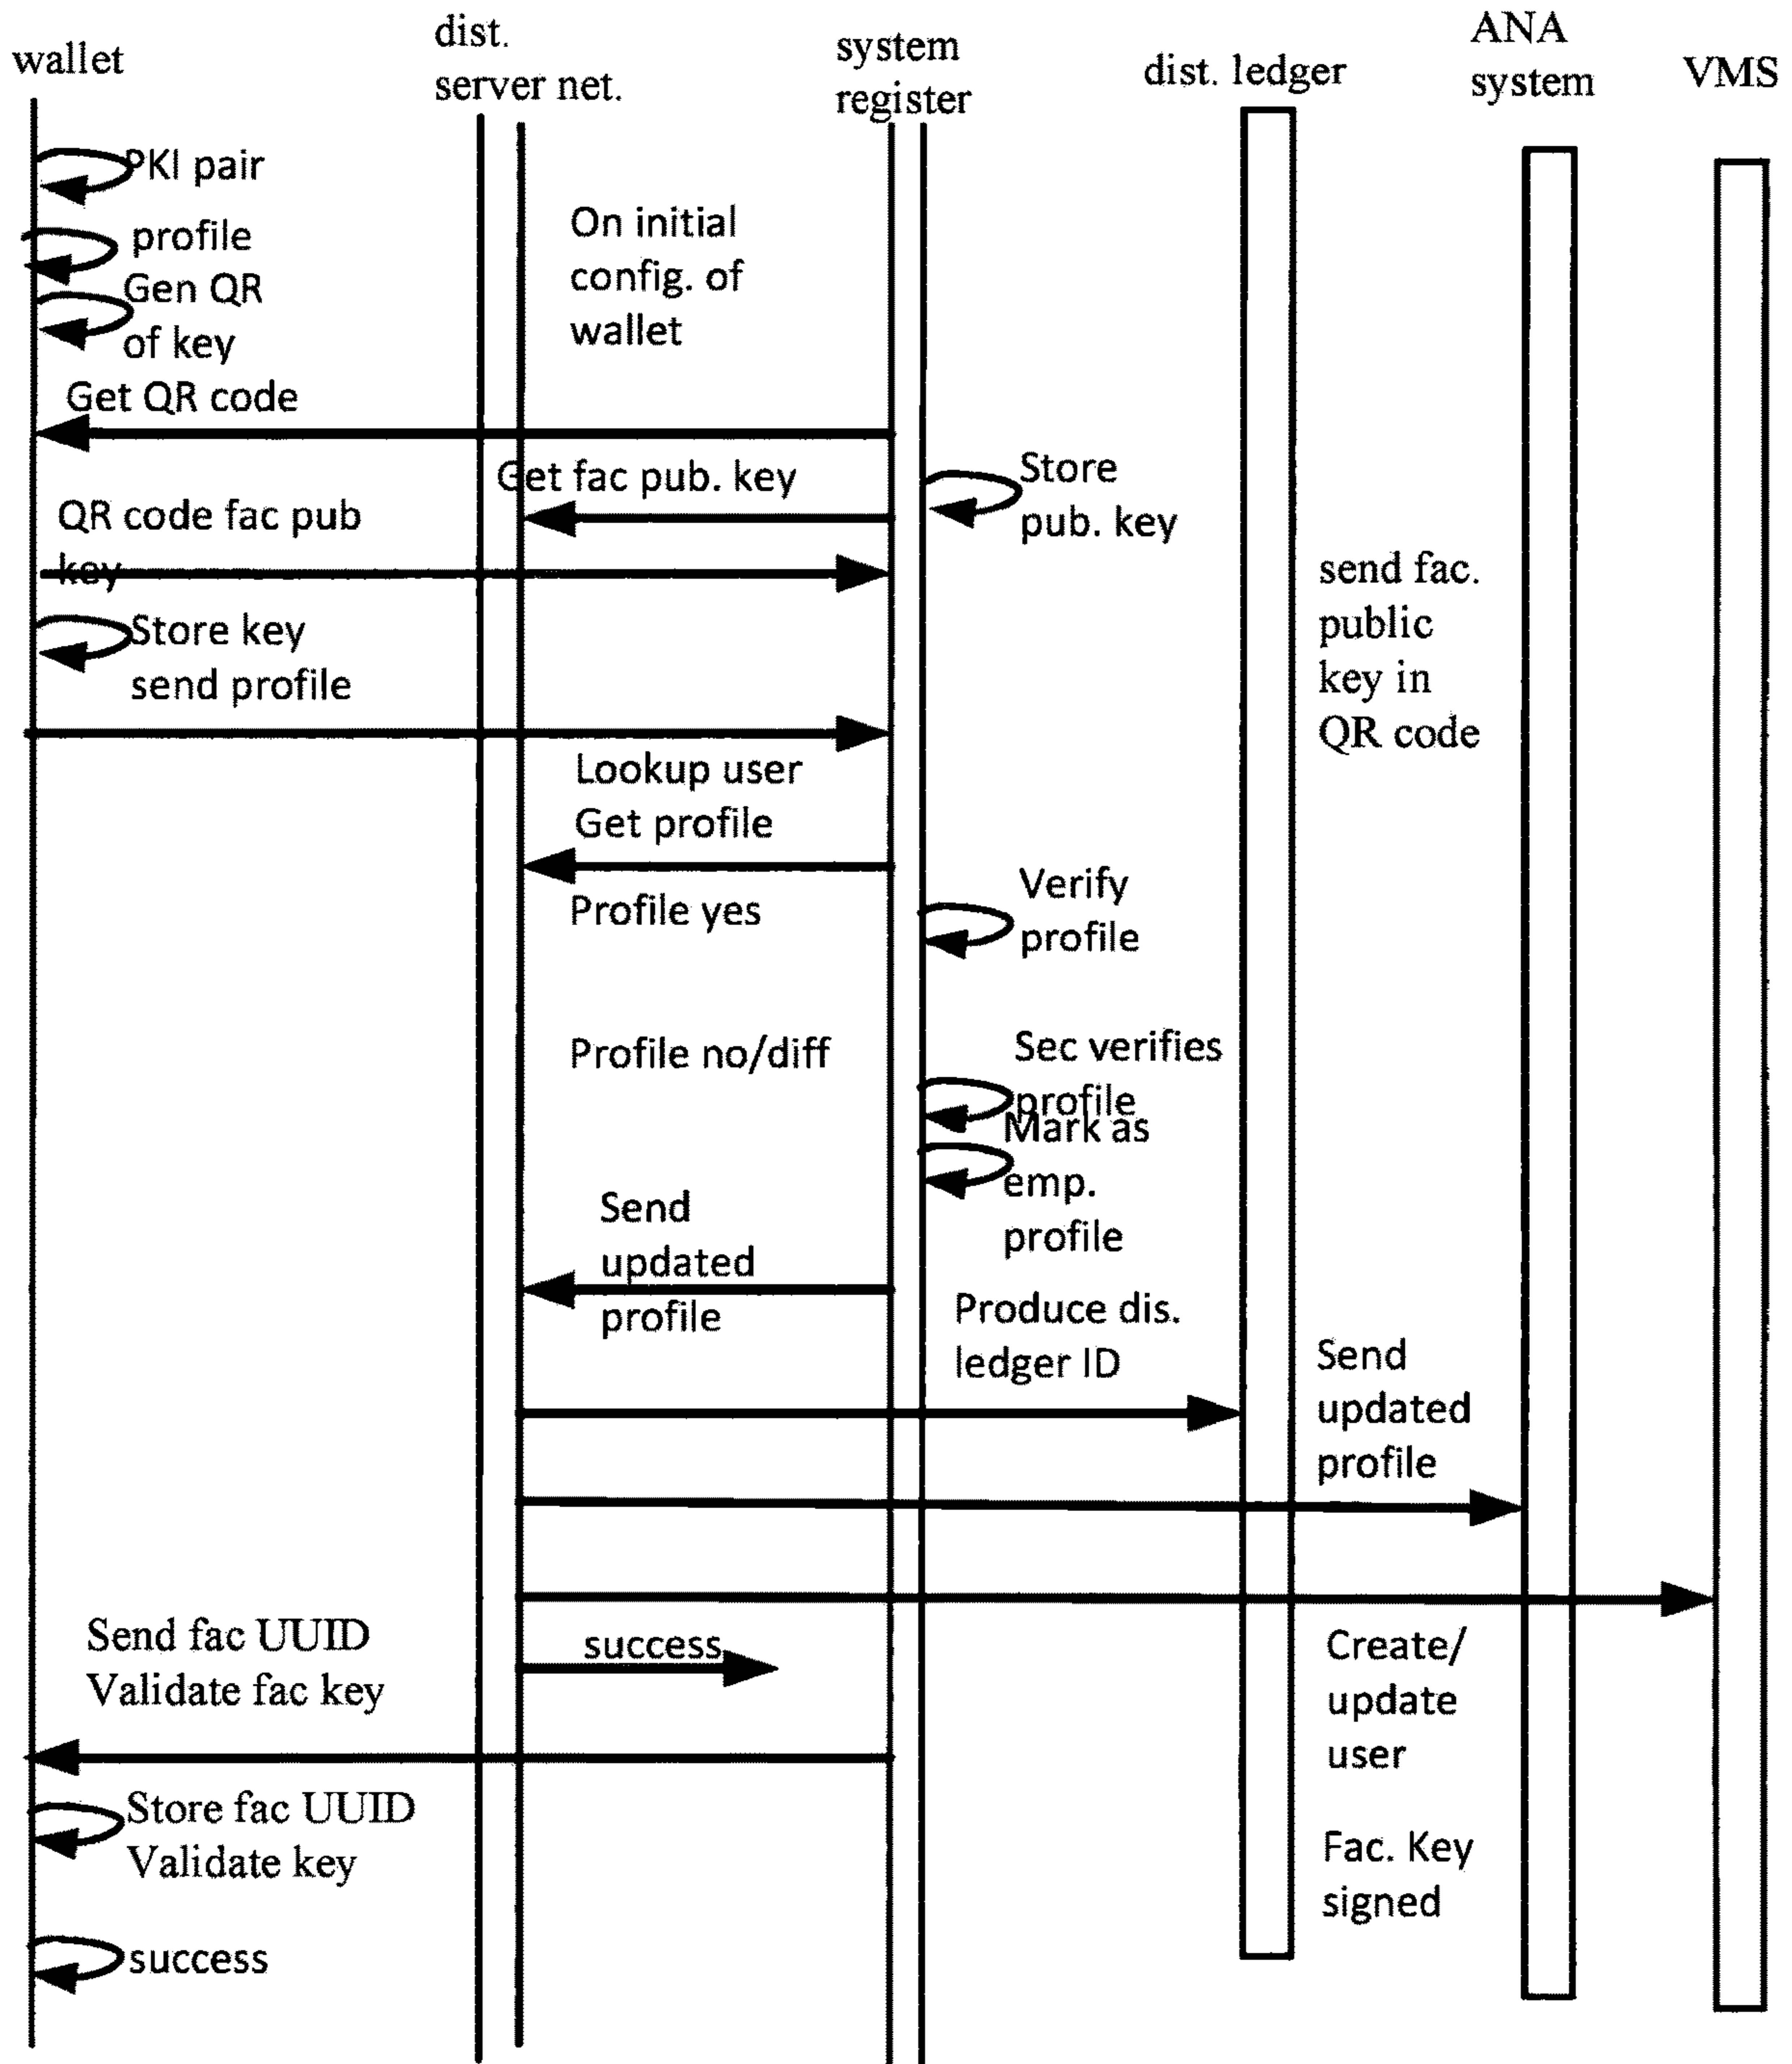 wallet
dist.
server net.
system
register
dist. ledger
ANA
system
VMS
PKI pair
profile
Gen QR
of key
On initial
config. of
wallet
Get QR code
Get fac pub. key
Store
pub. key
QR code fac pub
key
send fac.
public
key in
QR code
Store key
send profile
Lookup user
Get profile
Verify
profile
Profile yes
Profile no/diff
Sec verifies
profile
Mark as
emp.
profile
Send
updated
profile
Produce dis.
ledger ID
Send
updated
profile
Send fac UUID
Validate fac key
success
Create/
update
user
Store fac UUID
Validate key
Fac. Key
signed
success